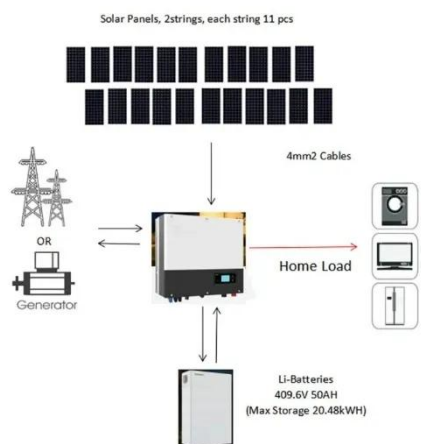 Solar Panels, 2strings, each string 11 pcs
4mm2 Cables
OR
Generator
Home Load
Li-Batteries
409.6V 50AH
(Max Storage 20.48kWH)